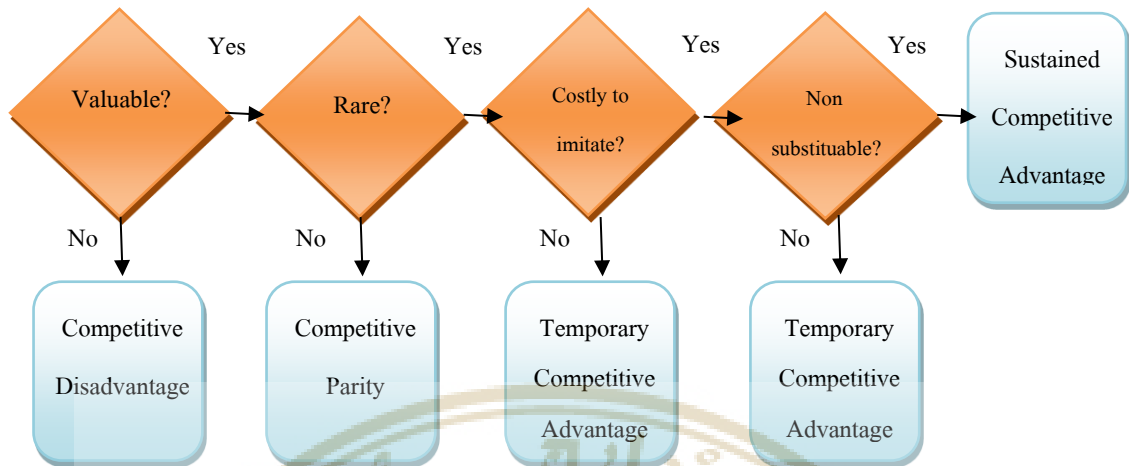 Valuable?
Yes
Rare?
Yes
Costly to
imitate?
Yes
Non
substituable?
Yes
Sustained
Competitive
Advantage
No
No
No
No
Competitive
Disadvantage
Competitive
Parity
Temporary
Competitive
Advantage
Temporary
Competitive
Advantage